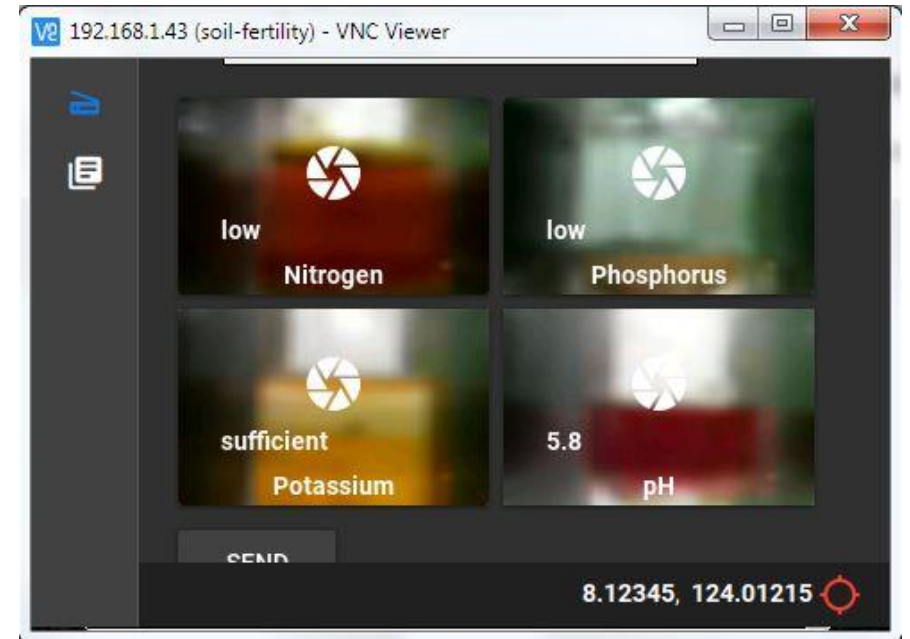 192.168.1.43 (soil-fertility) - VNC Viewer
low
Nitrogen
low
Phosphorus
sufficient
Potassium
5.8
pH
SEND
8.12345, 124.01215